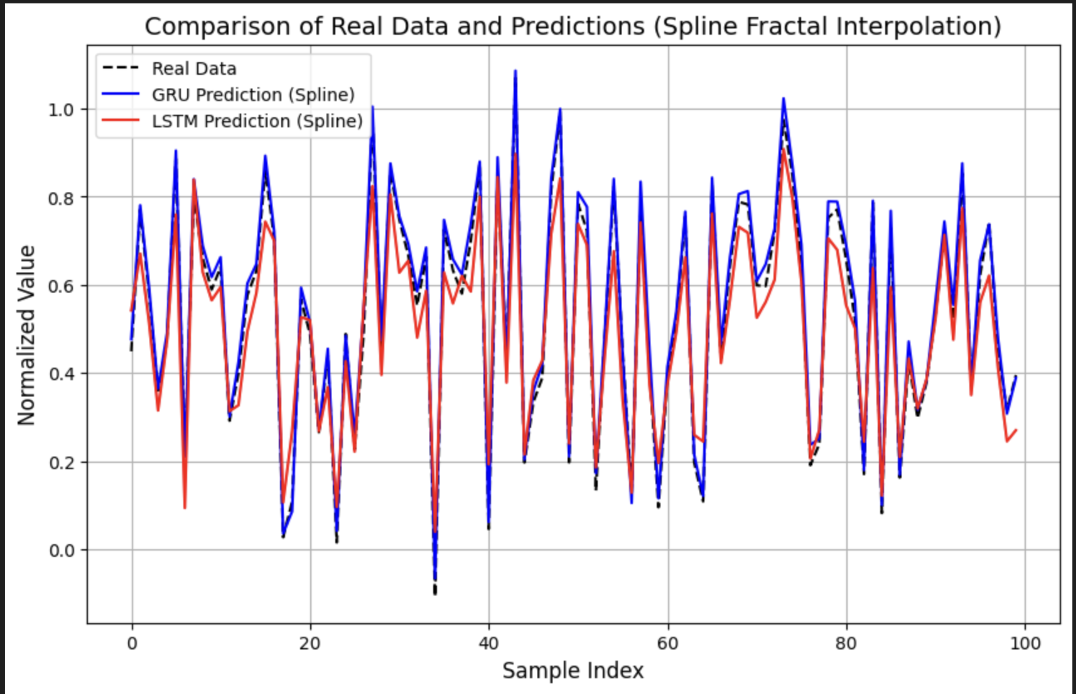 Comparison of Real Data and Predictions (Spline Fractal Interpolation)
Real Data
GRU Prediction (Spline)
LSTM Prediction (Spline)
1.0
0.8
0.6
0.4
0.2
0.0
Normalized Value
0 20 40 60 80 100
Sample Index